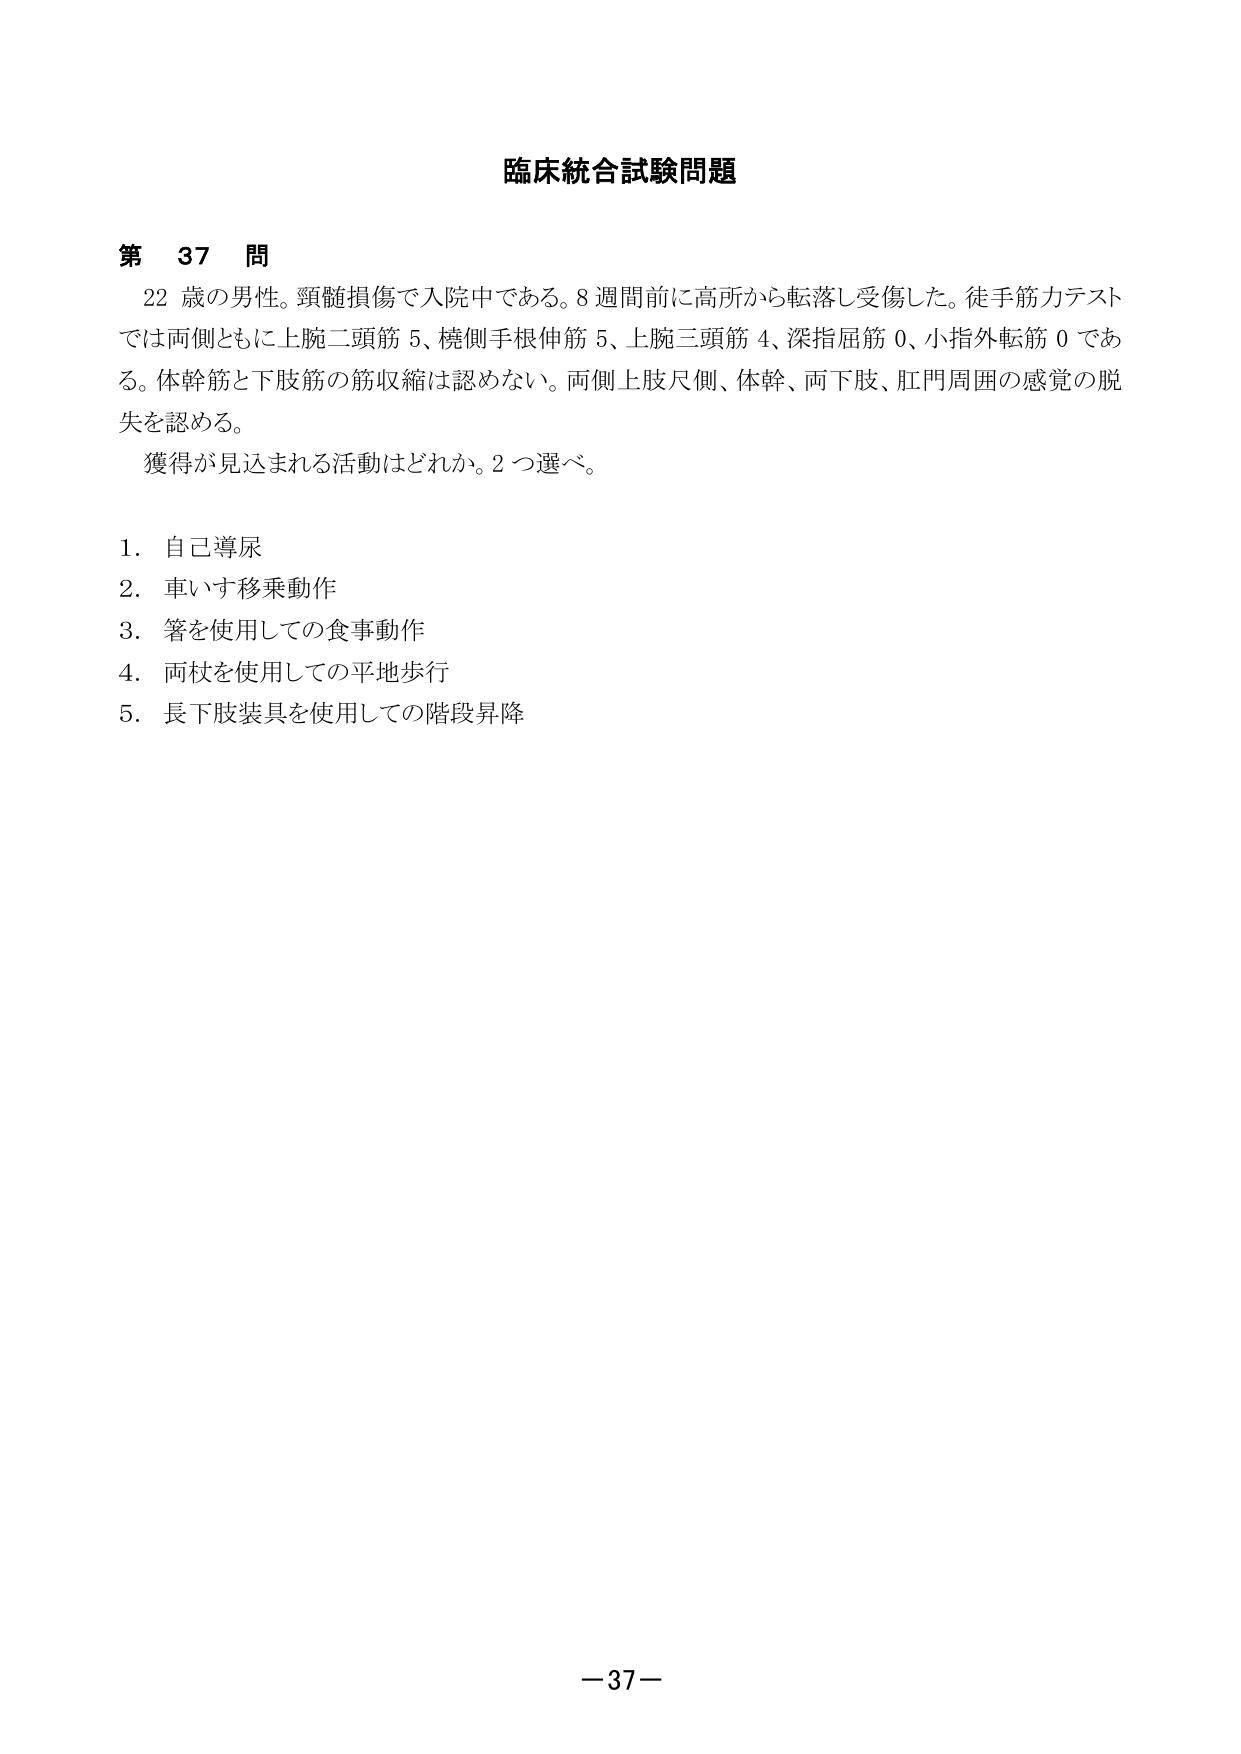 臨床統合試験問題
第 37 問
22 歳の男性。頸髄損傷で入院中である。8 週間前に高所から転落し受傷した。徒手筋力テスト
では両側ともに上腕二頭筋 5、橈側手根伸筋 5、上腕三頭筋 4、深指屈筋 0、小指外転筋 0 であ
る。体幹筋と下肢筋の筋収縮は認めない。両側上肢尺側、体幹、両下肢、肛門周囲の感覚の脱
失を認める。
獲得が見込まれる活動はどれか。2 つ選べ。
1. 自己導尿
2. 車いす移乗動作
3. 箸を使用しての食事動作
4. 両杖を使用しての平地歩行
5. 長下肢装具を使用しての階段昇降
－37－